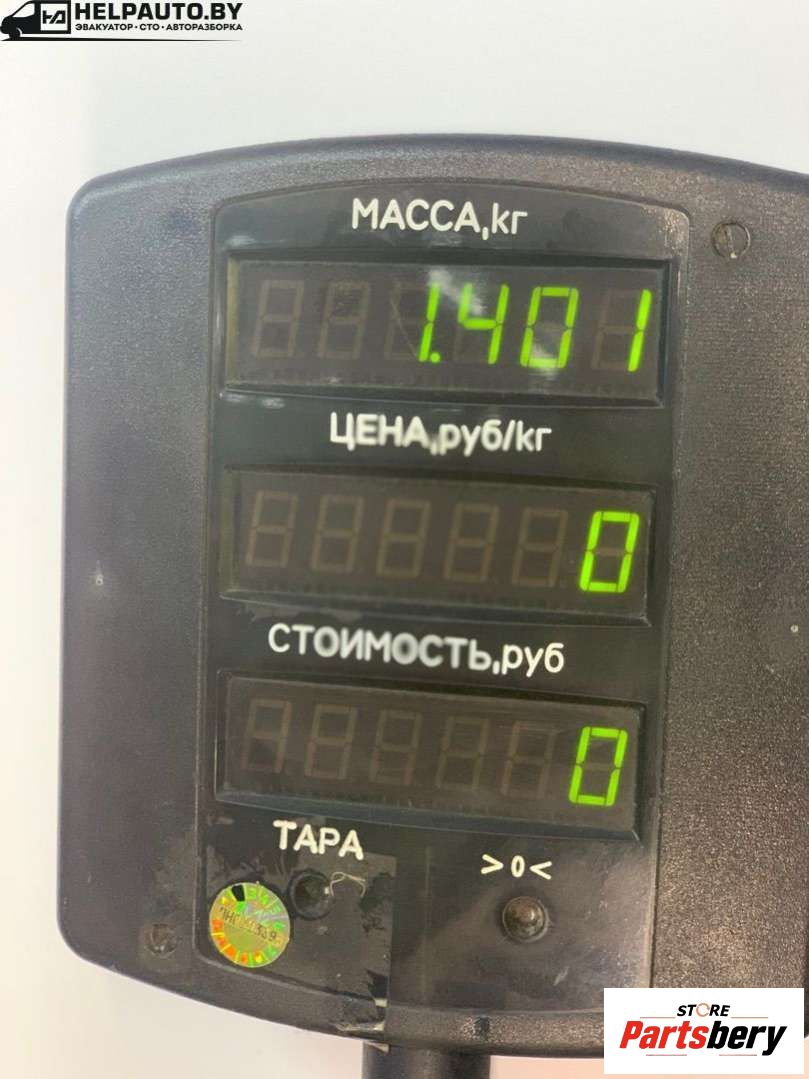 HELPAUTO.BY
ЭВАКУАТОР • СТО • АВТОРАЗБОРКА
МАССА,кг
1.401
ЦЕНА,руб/кг
0
СТОИМОСТЬ,руб
0
ТАРА
>0<
STORE
Partsbery